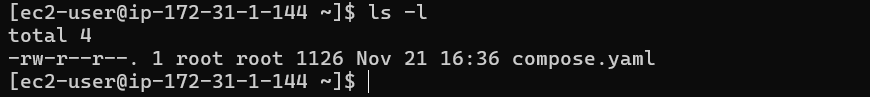 [ec2-user@ip-172-31-1-144 ~]$ ls -l
total 4
-rw-r--r--. 1 root root 1126 Nov 21 16:36 compose.yaml
[ec2-user@ip-172-31-1-144 ~]$